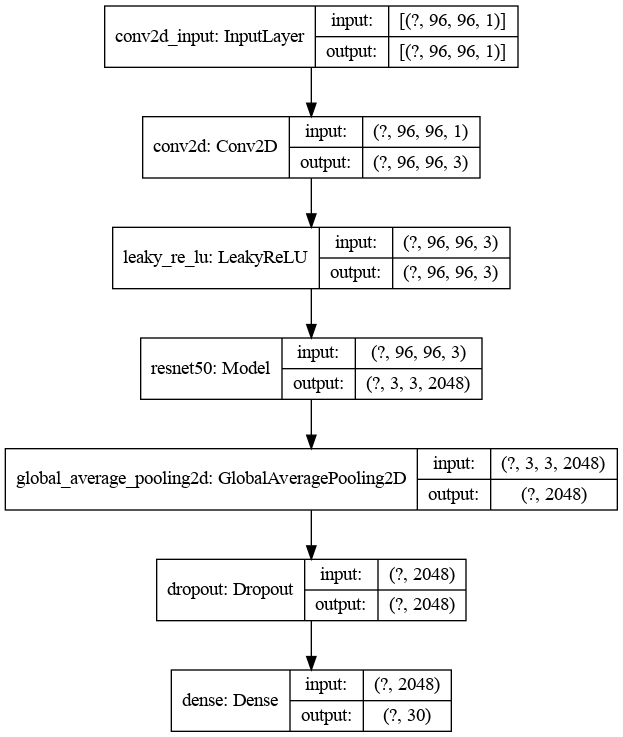 conv2d_input: InputLayer
input: [(?, 96, 96, 1)]
output: [(?, 96, 96, 1)]
conv2d: Conv2D
input: (?, 96, 96, 1)
output: (?, 96, 96, 3)
leaky_re_lu: LeakyReLU
input: (?, 96, 96, 3)
output: (?, 96, 96, 3)
resnet50: Model
input: (?, 96, 96, 3)
output: (?, 3, 3, 2048)
global_average_pooling2d: GlobalAveragePooling2D
input: (?, 3, 3, 2048)
output: (?, 2048)
dropout: Dropout
input: (?, 2048)
output: (?, 2048)
dense: Dense
input: (?, 2048)
output: (?, 30)